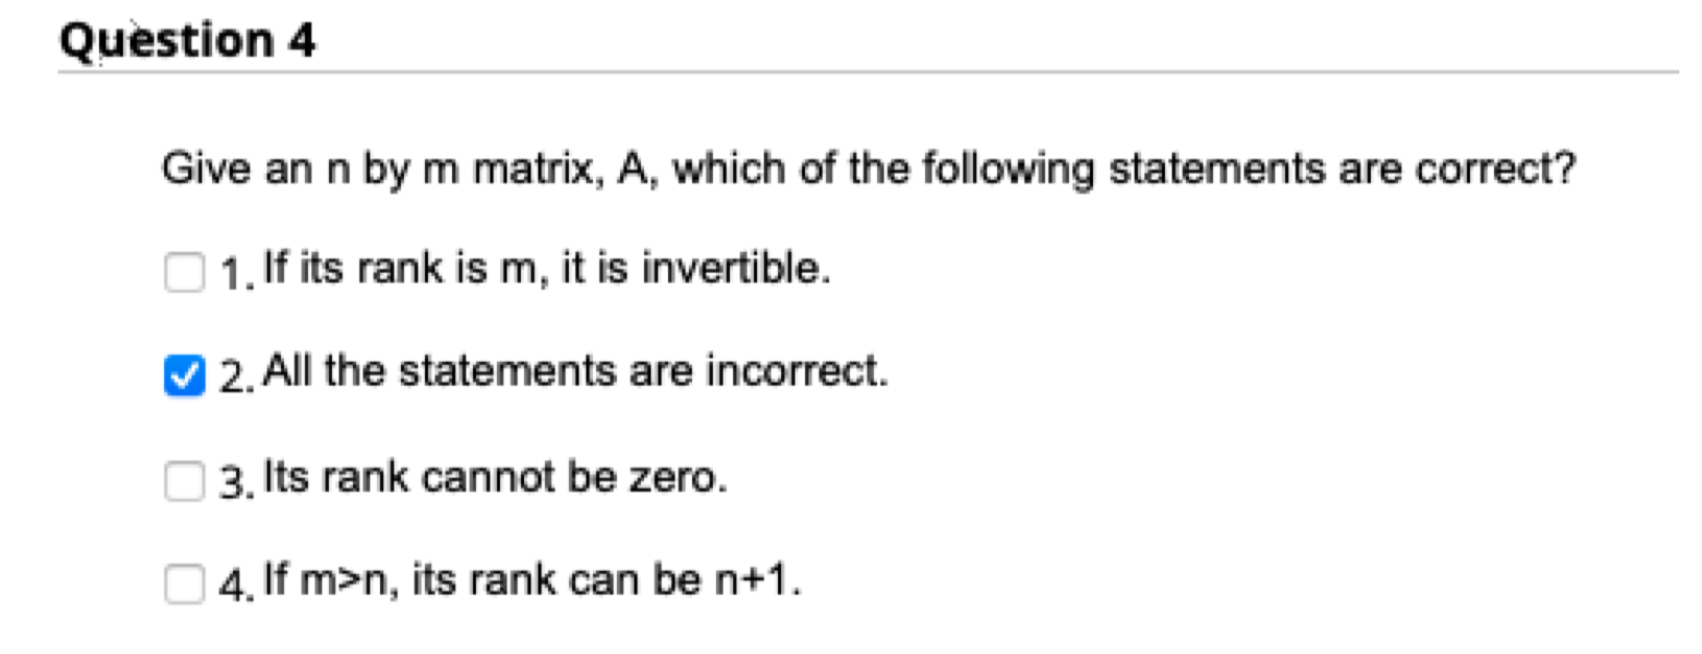 Question 4
Give an n by m matrix, A, which of the following statements are correct?
1. If its rank is m, it is invertible.
2. All the statements are incorrect.
3. Its rank cannot be zero.
4. If m>n, its rank can be n+1.